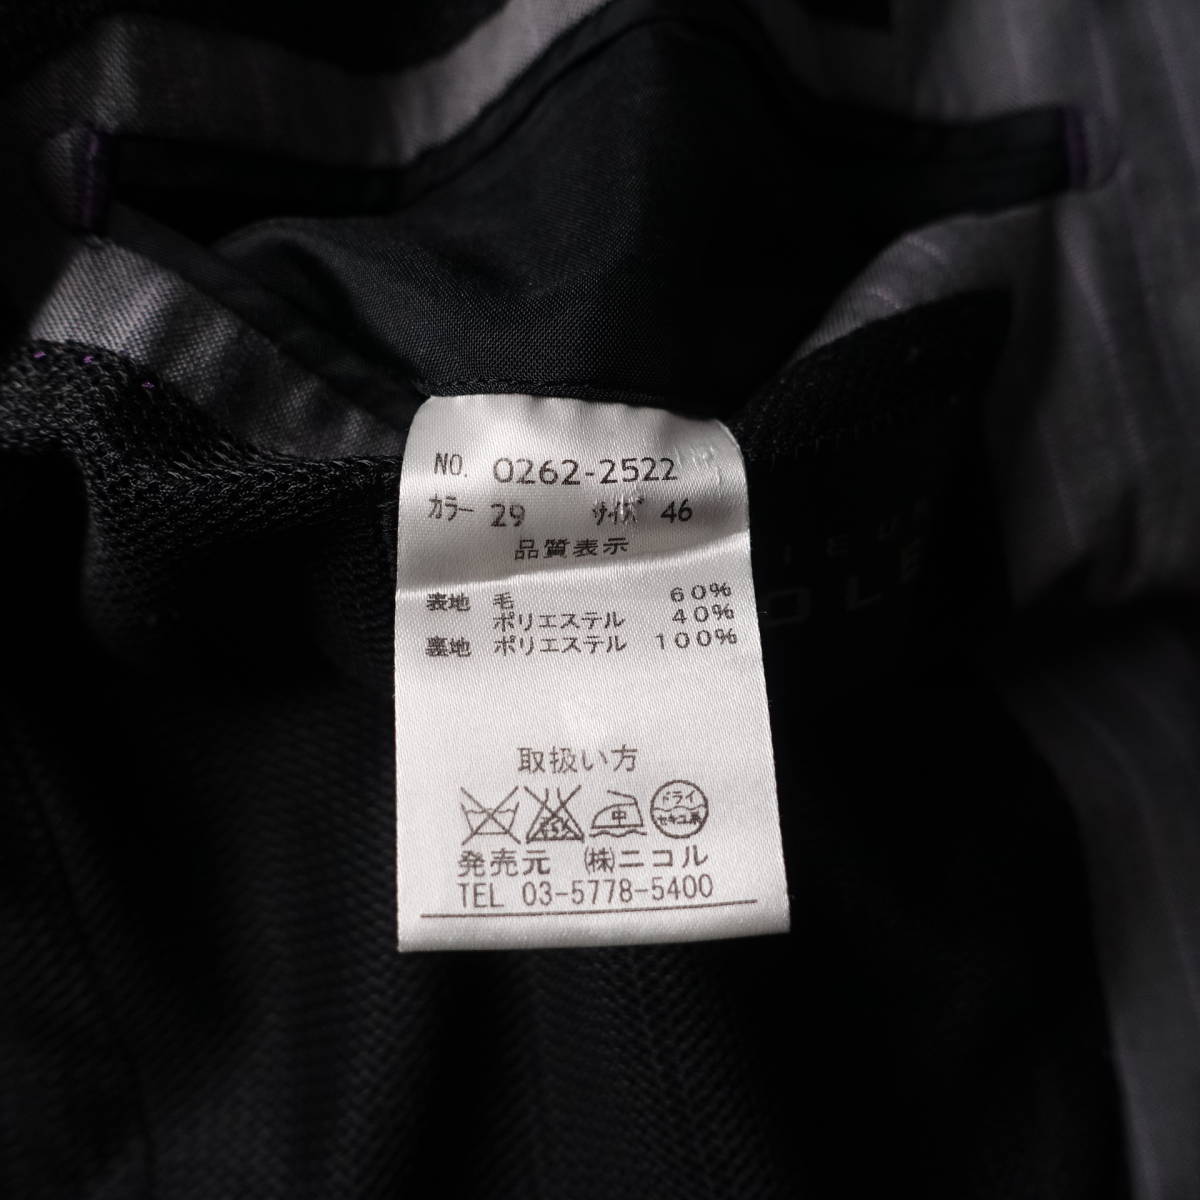 NO. 0262-2522
カラー 29 サイズ 46
品質表示
表地 毛 60%
ポリエステル 40%
裏地 ポリエステル 100%
取扱い方
ドライ
セキユ系
発売元 (株)ニコル
TEL 03-5778-5400